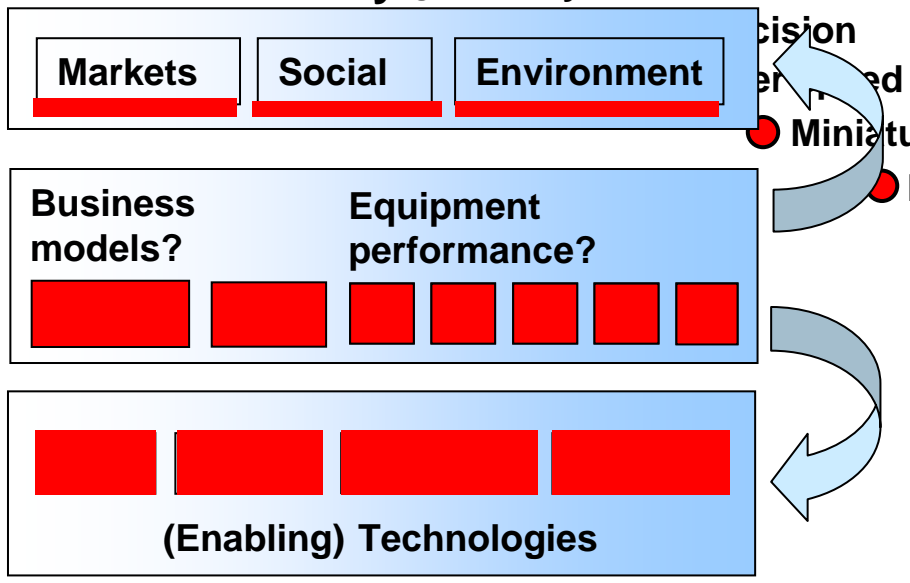 Markets Social Environment
Business
models?
Equipment
performance?
(Enabling) Technologies